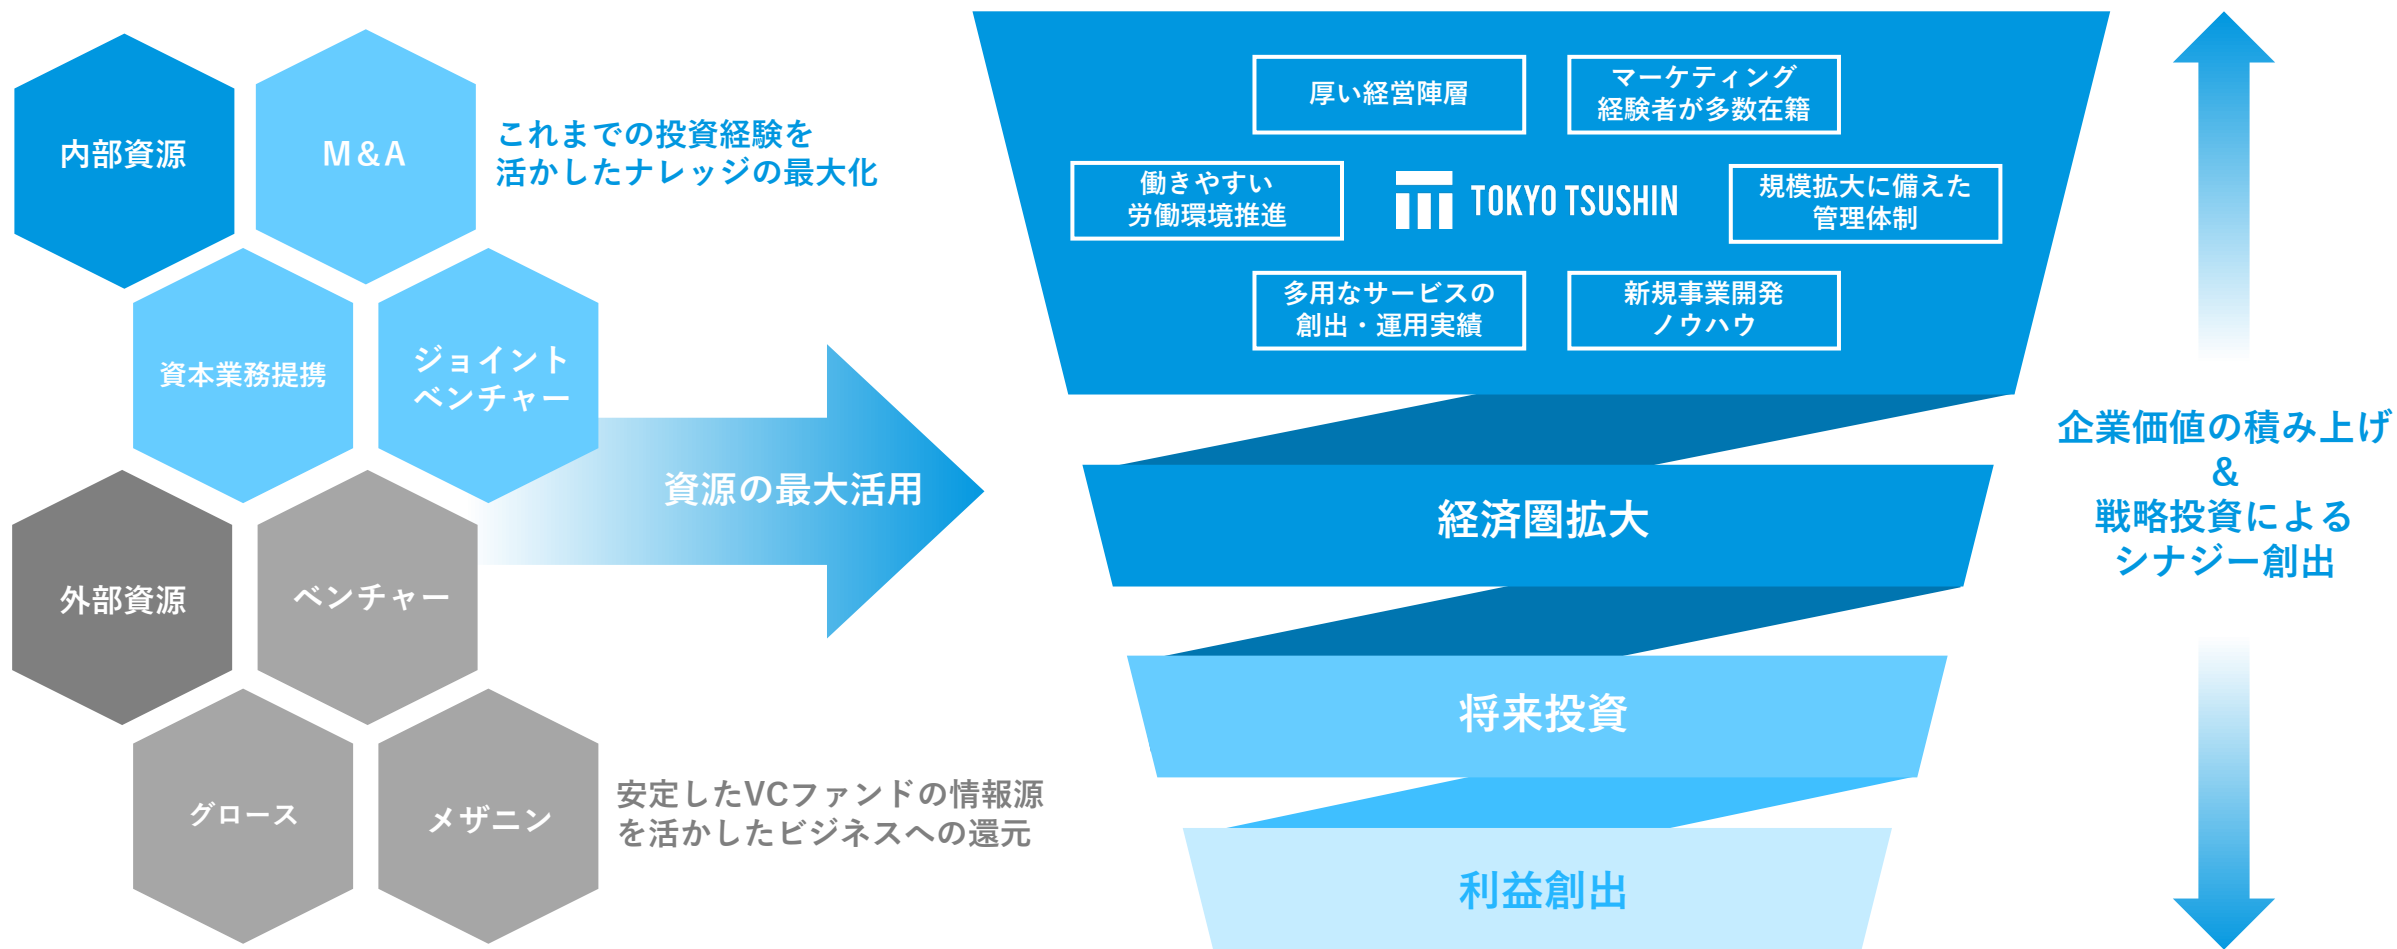 内部資源
M＆A
これまでの投資経験を
活かしたナレッジの最大化
資本業務提携
ジョイント
ベンチャー
外部資源
ベンチャー
グロース
メザニン
安定したVCファンドの情報源
を活かしたビジネスへの還元
資源の最大活用
厚い経営陣層
マーケティング
経験者が多数在籍
働きやすい
労働環境推進
TOKYO TSUSHIN
規模拡大に備えた
管理体制
多用なサービスの
創出・運用実績
新規事業開発
ノウハウ
経済圏拡大
将来投資
利益創出
企業価値の積み上げ
＆
戦略投資による
シナジー創出